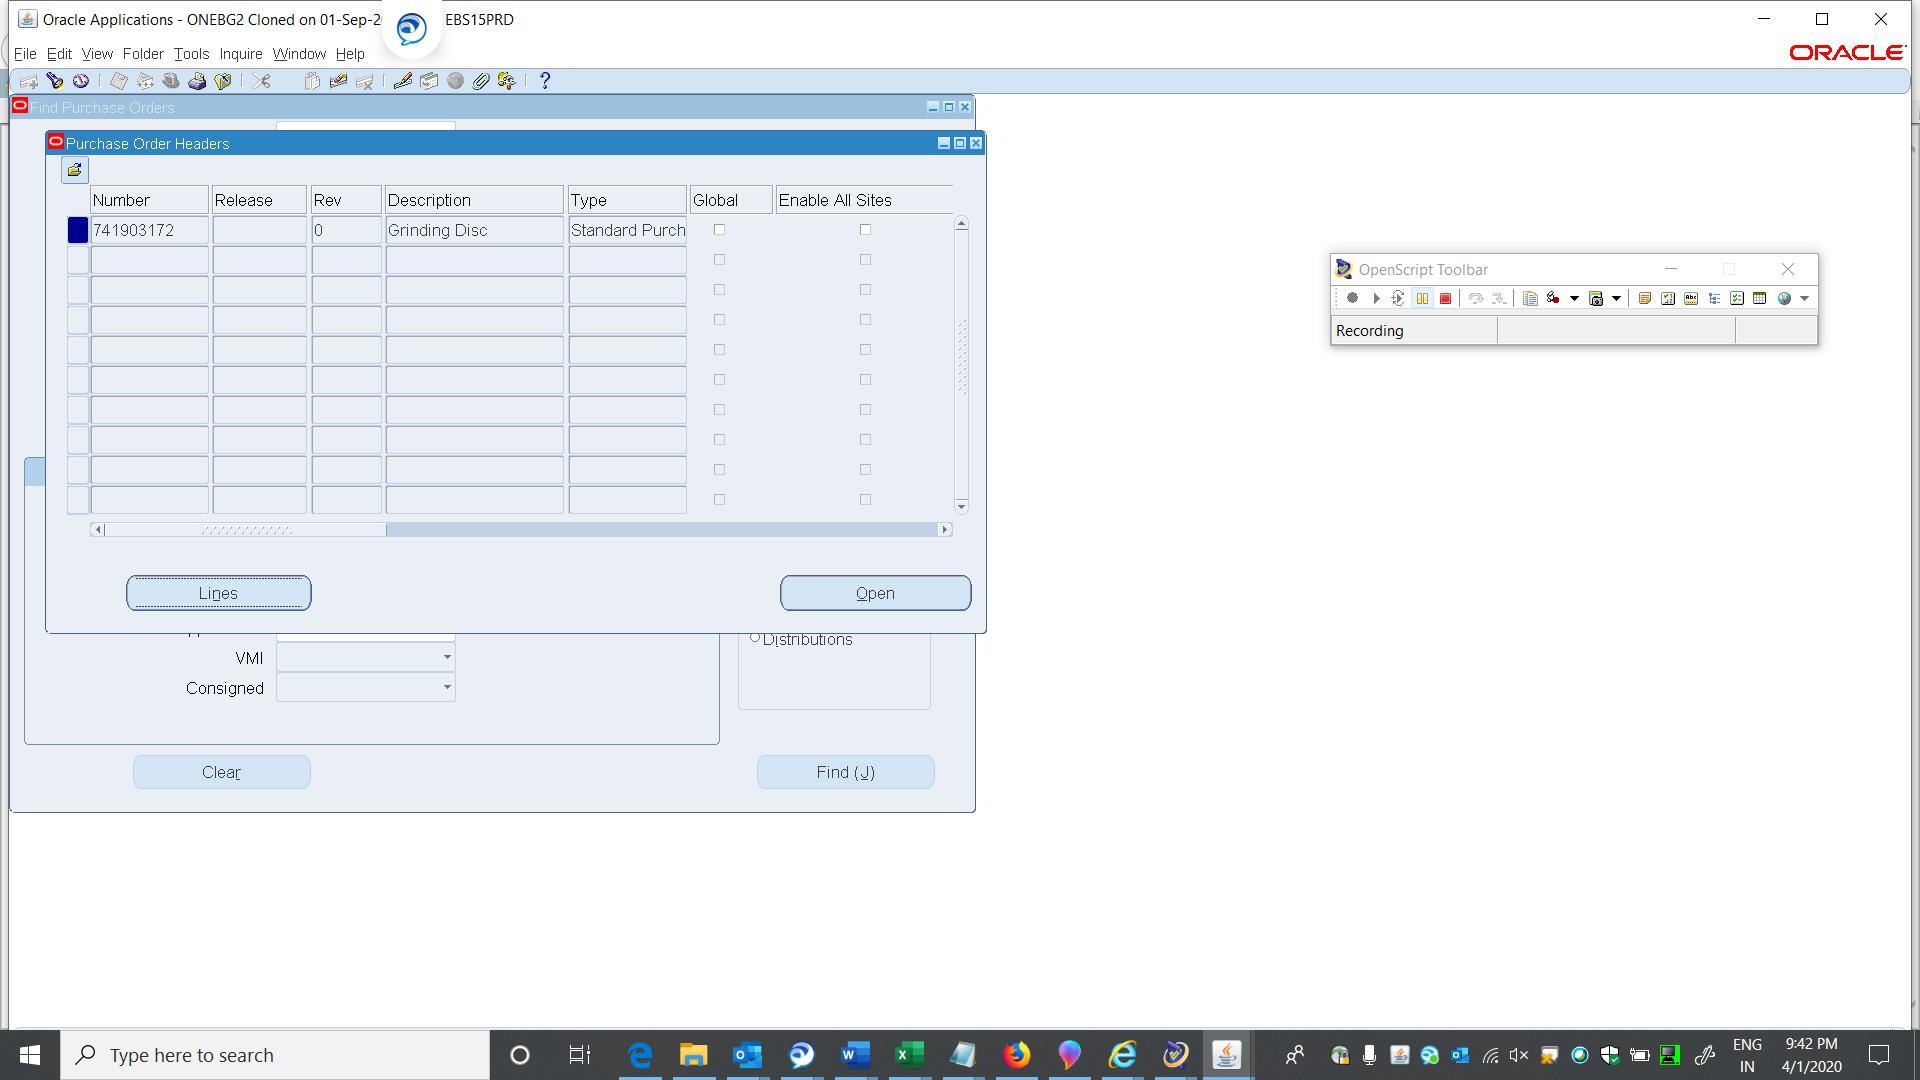 Oracle Applications - ONEBG2 Cloned on 01-Sep-2
EBS15PRD
File Edit View Folder Tools Inquire Window Help
ORACLE
Find Purchase Orders
Purchase Order Headers
Number Release Rev Description Type Global Enable All Sites
741903172 0 Grinding Disc Standard Purch
Lines Open
Distributions
VMI
Consigned
Clear Find (J)
OpenScript Toolbar
Recording
Type here to search
ENG
IN
9:42 PM
4/1/2020